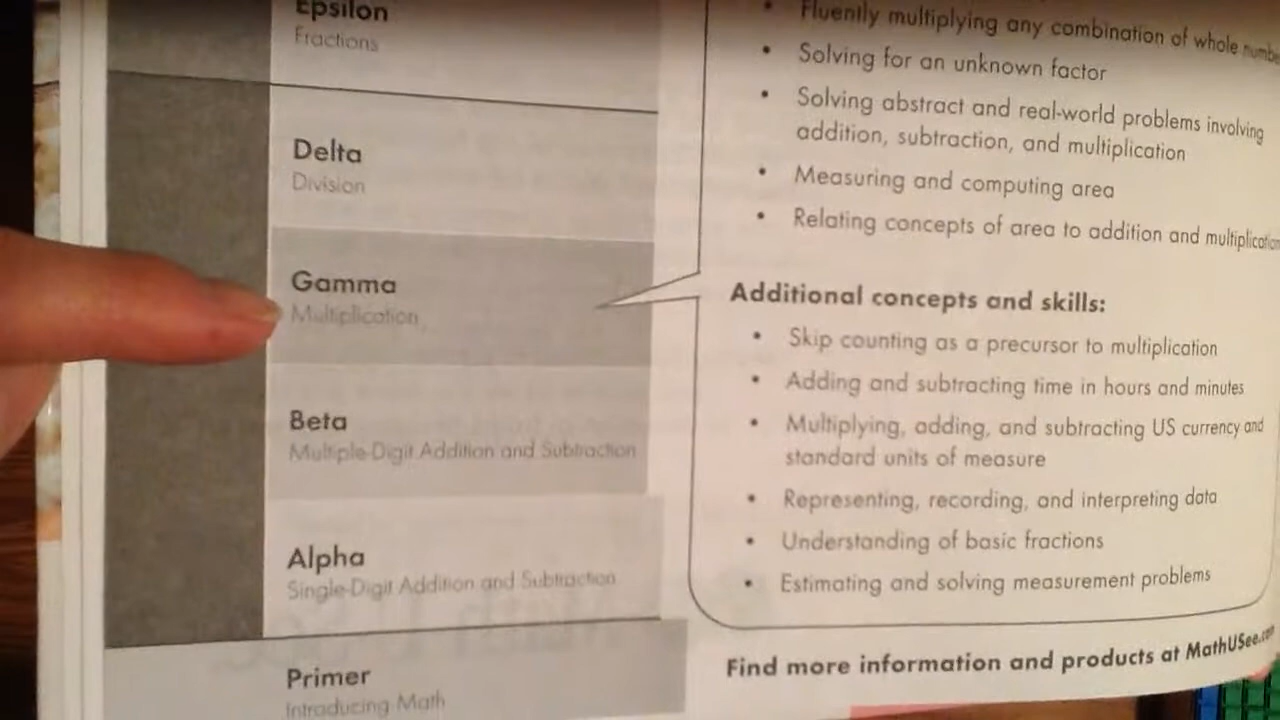 Epsilon
Fractions
Delta
Division
Gamma
Multiplication
Beta
Multiple-Digit Addition and Subtraction
Alpha
Single-Digit Addition and Subtraction
Primer
Introducing Math
• Fluently multiplying any combination of whole
• Solving for an unknown factor
• Solving abstract and real-world problems involving
addition, subtraction, and multiplication
• Measuring and computing area
• Relating concepts of area to addition and
Additional concepts and skills:
• Skip counting as a precursor to multiplication
• Adding and subtracting time in hours and minutes
• Multiplying, adding, and subtracting US currency and
standard units of measure
• Representing, recording, and interpreting data
• Understanding of basic fractions
• Estimating and solving measurement problems
Find more information and products at MathUSee.com